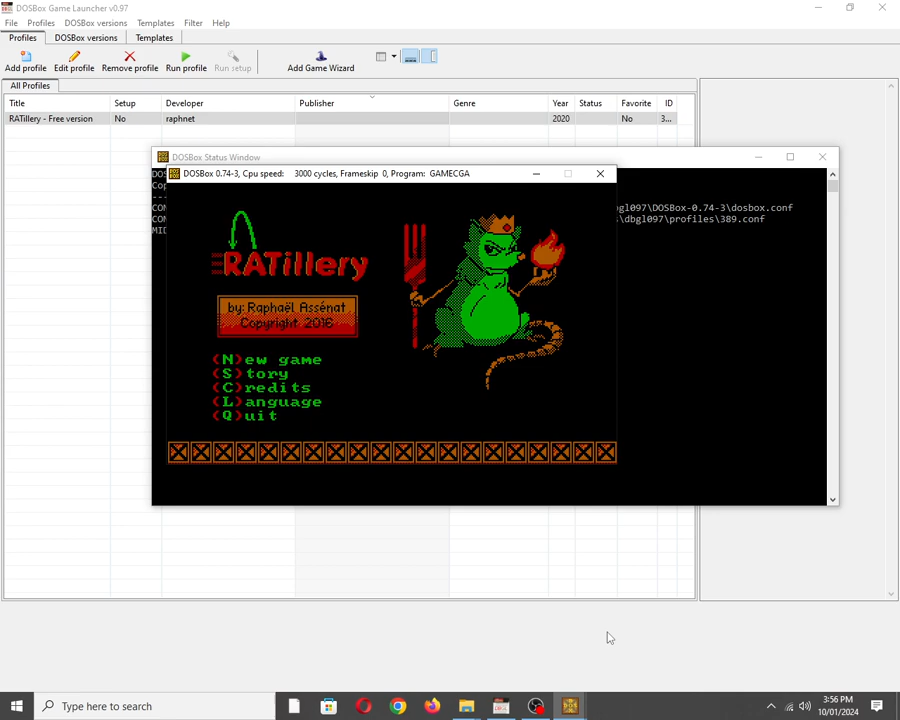 DOSBox Game Launcher v0.97
File Profiles DOSBox versions Templates Filter Help
Profiles DOSBox versions Templates
Add profile Edit profile Remove profile Run profile Run setup Add Game Wizard
All Profiles
Title Setup Developer Publisher Genre Year Status Favorite ID
RATillery - Free version No raphnet 2020 No 3...
DOSBox Status Window
DOSBox 0.74-3, Cpu speed: 3000 cycles, Frameskip 0, Program: GAMECGA
\DOSBox-0.74-3\dosbox.conf
\dbgl097\profiles\389.conf
RATillery
by: Raphaël Assénat
Copyright 2016
(N)ew game
(S)tory
(C)redits
(L)anguage
(Q)uit
Type here to search
3:56 PM
10/01/2024